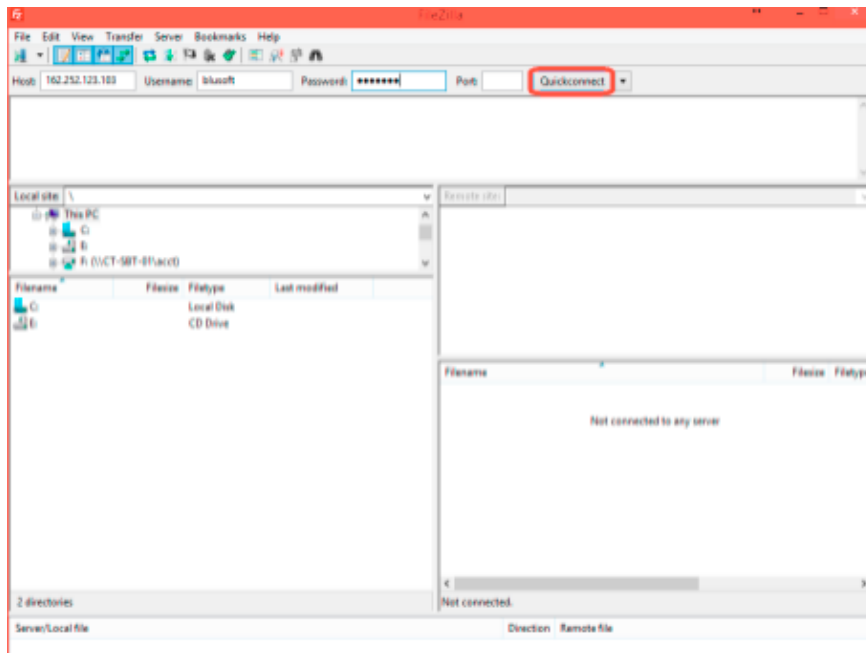 FileZilla
File Edit View Transfer Server Bookmarks Help
Host: 162.252.123.103 Username: blusoft Password: ●●●●●●● Port: Quickconnect
Local site: \
Remote site:
This PC
C:
E:
F: (\\CT-SBT-01\acct)
Filename Filesize Filetype Last modified
C: Local Disk
E: CD Drive
Filename Filesize Filetyp
Not connected to any server
2 directories
Not connected.
Server/Local file Direction Remote file